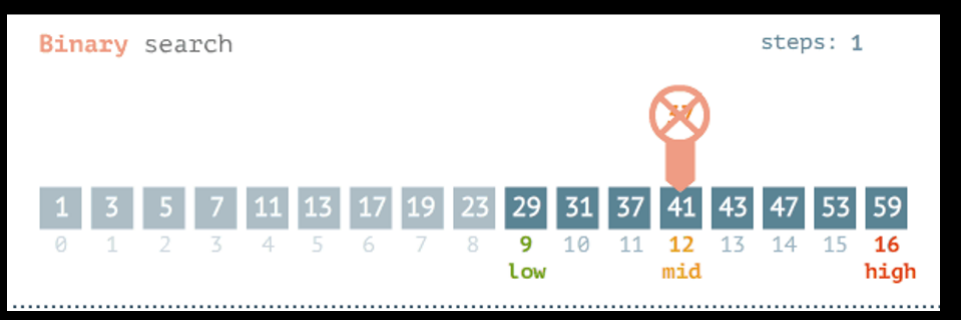 Binary search steps: 1
37
1 3 5 7 11 13 17 19 23 29 31 37 41 43 47 53 59
0 1 2 3 4 5 6 7 8 9 10 11 12 13 14 15 16
low mid high